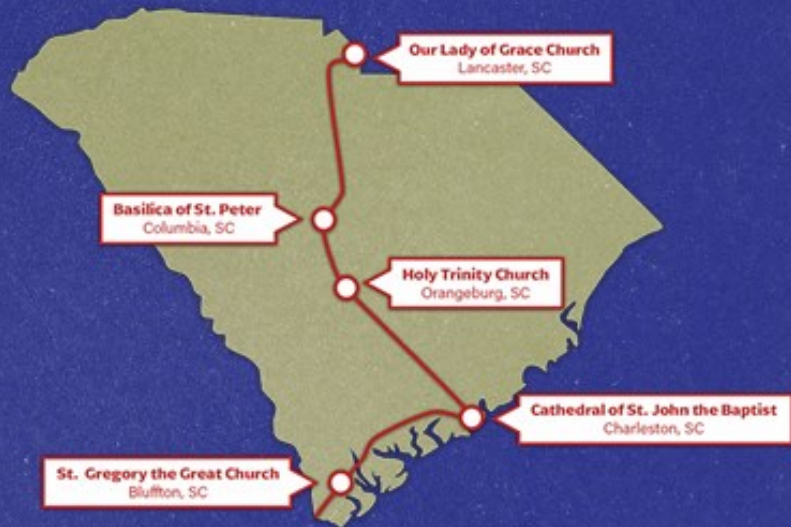 Our Lady of Grace Church
Lancaster, SC
Basilica of St. Peter
Columbia, SC
Holy Trinity Church
Orangeburg, SC
Cathedral of St. John the Baptist
Charleston, SC
St. Gregory the Great Church
Bluffton, SC